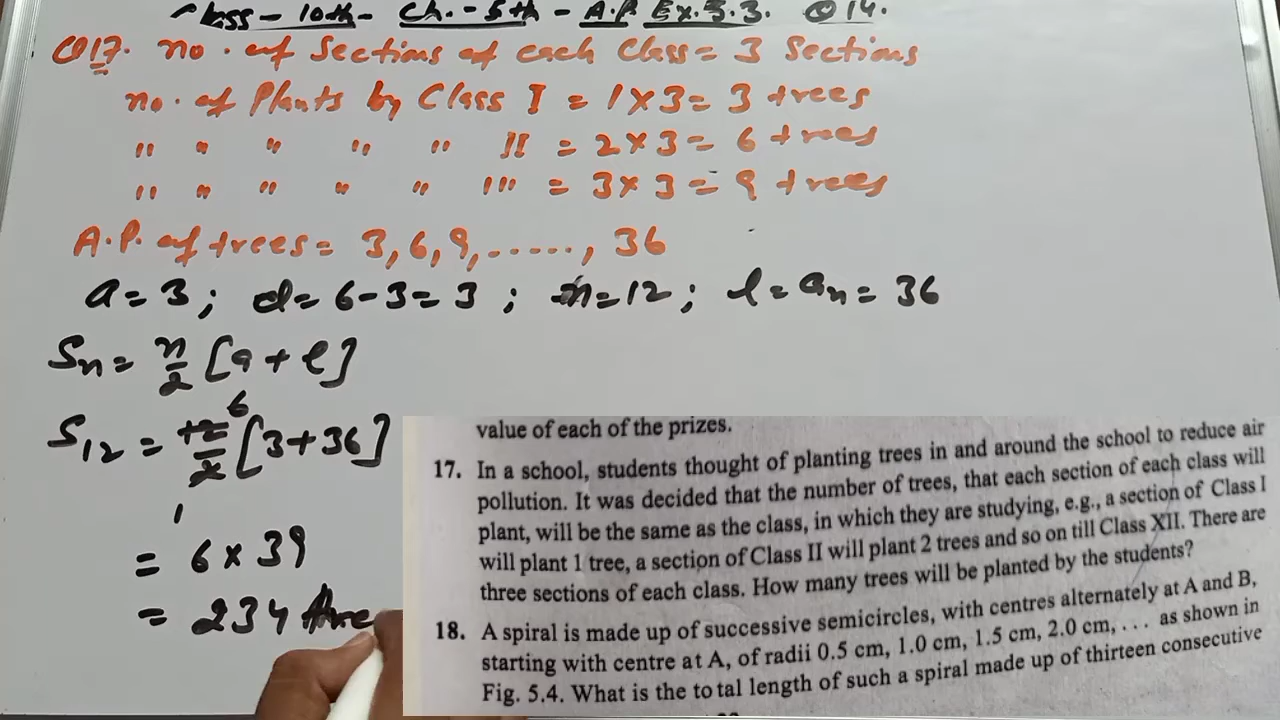 Class - 10th - Ch. - 5th - A.P. Ex. 5.3. Q 14.
Q17. no. of Sections of each Class = 3 Sections
no. of Plants by Class I = 1 × 3 = 3 trees
" " " " " II = 2 × 3 = 6 trees
" " " " " III = 3 × 3 = 9 trees
A.P. of trees = 3, 6, 9, ......, 36
a = 3 ; d = 6 - 3 = 3 ; n = 12 ; l = an = 36
Sn = n/2 [a + l]
6
S12 = 12/2 [3 + 36]
1
= 6 × 39
= 234 tree
value of each of the prizes.
17. In a school, students thought of planting trees in and around the school to reduce air
pollution. It was decided that the number of trees, that each section of each class will
plant, will be the same as the class, in which they are studying, e.g., a section of Class I
will plant 1 tree, a section of Class II will plant 2 trees and so on till Class XII. There are
three sections of each class. How many trees will be planted by the students?
18. A spiral is made up of successive semicircles, with centres alternately at A and B,
starting with centre at A, of radii 0.5 cm, 1.0 cm, 1.5 cm, 2.0 cm, . . . as shown in
Fig. 5.4. What is the to tal length of such a spiral made up of thirteen consecutive